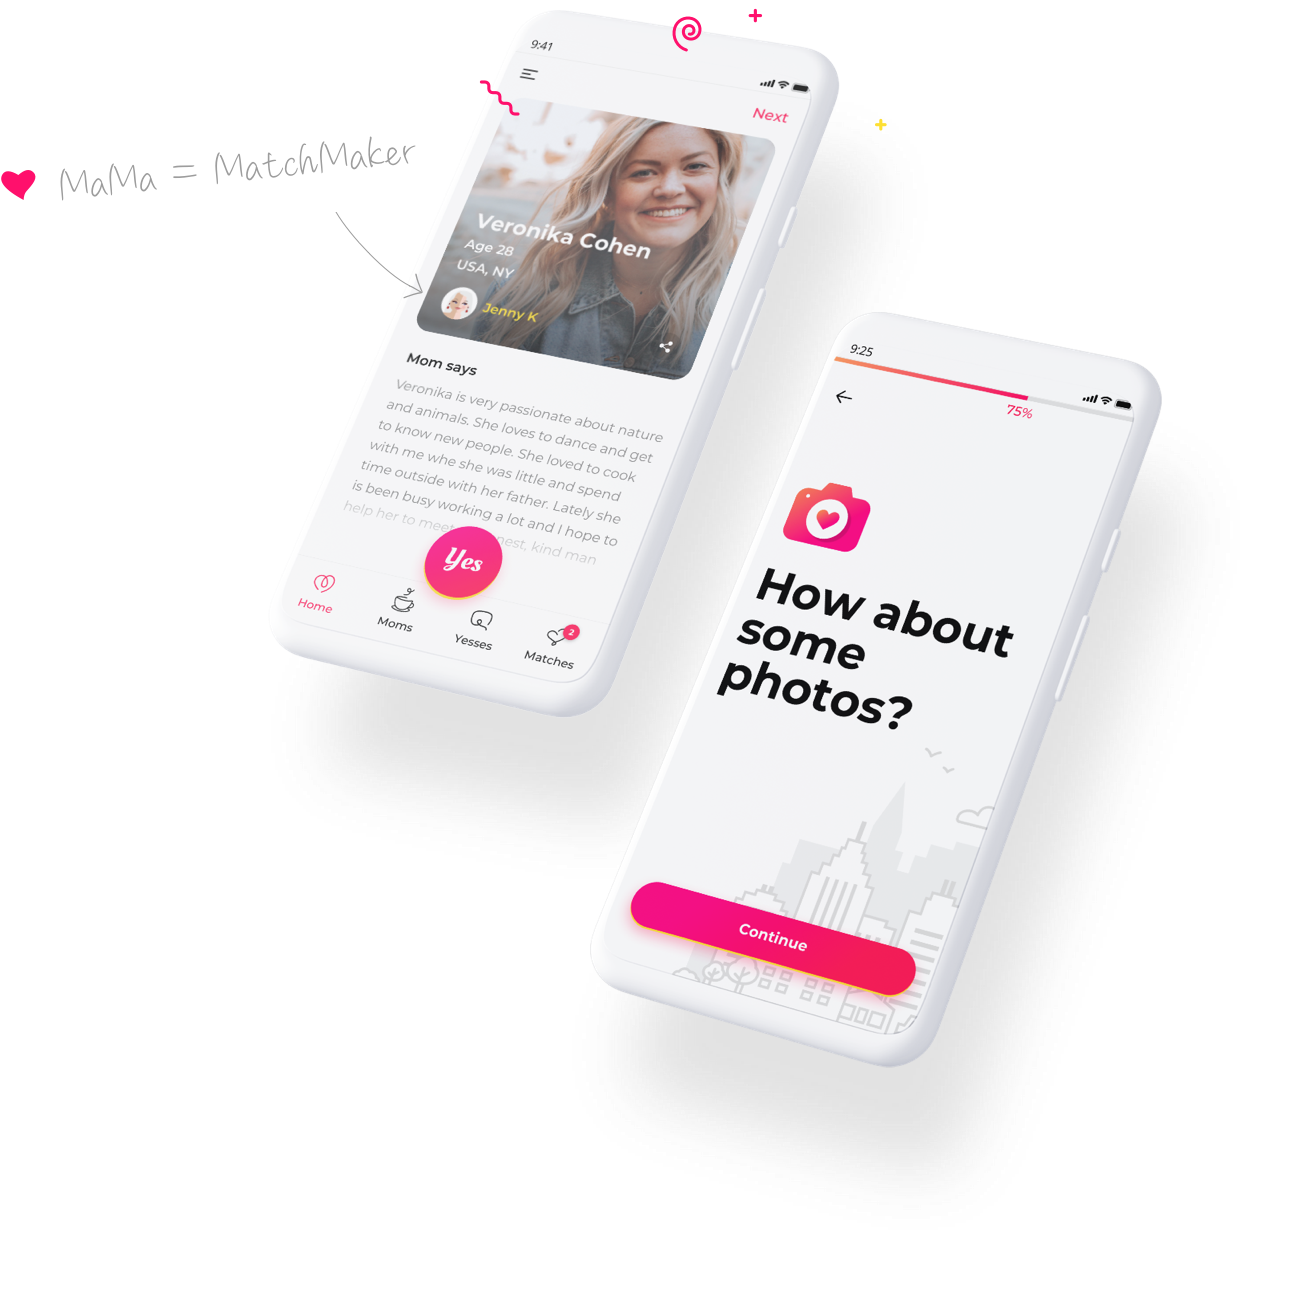 MaMa = MatchMaker
9:41
Next
Veronika Cohen
Age 28
USA, NY
Jenny K
Mom says
Veronika is very passionate about nature
and animals. She loves to dance and get
to know new people. She loved to cook
with me whe she was little and spend
time outside with her father. Lately she
is been busy working a lot and I hope to
help her to meet nest, kind man
Yes
Home
Moms
Yesses
Matches
2
9:25
75%
How about
some
photos?
Continue